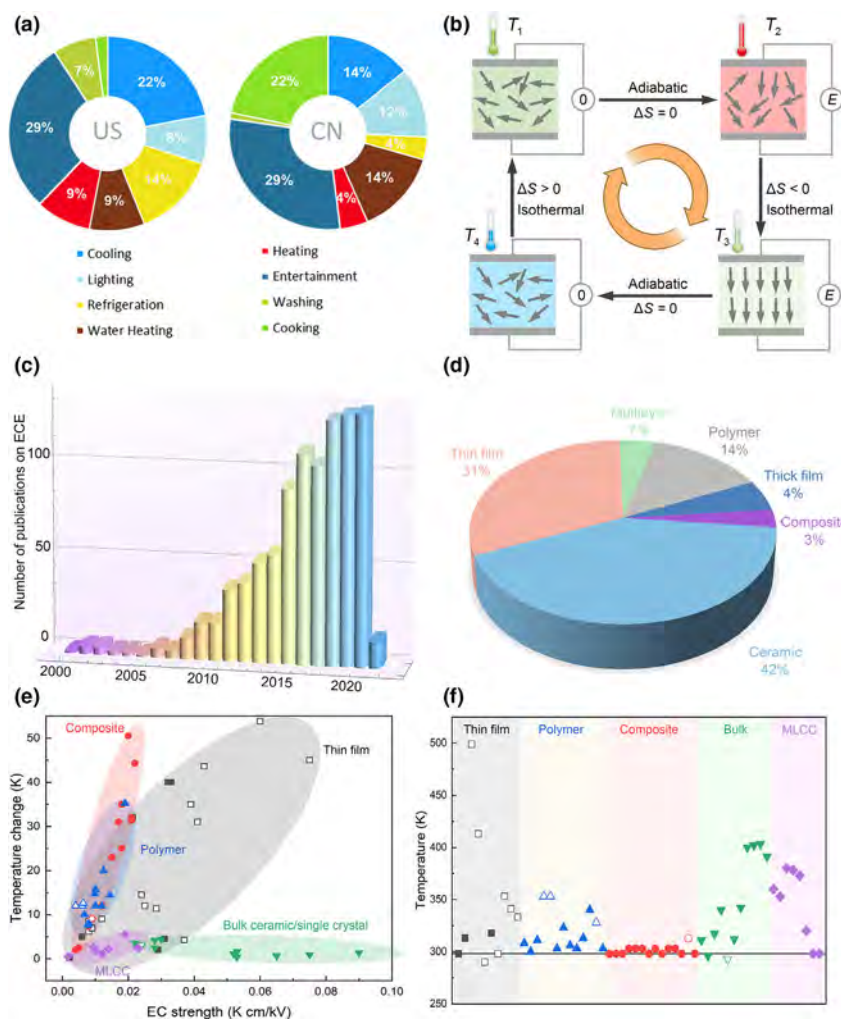 (a)
22%
8%
14%
9%
9%
29%
7%
US
14%
12%
4%
14%
4%
29%
22%
CN
Cooling
Lighting
Refrigeration
Water Heating
Heating
Entertainment
Washing
Cooking
(b)
T1
T2
Adiabatic
ΔS = 0
0
E
ΔS > 0
Isothermal
ΔS < 0
Isothermal
T4
T3
Adiabatic
ΔS = 0
0
E
(c)
Number of publications on ECE
100
50
0
2000
2005
2010
2015
2020
(d)
7%
Polymer
14%
Thin film
31%
Thick film
4%
Composite
3%
Ceramic
42%
(e)
Temperature change (K)
50
40
30
20
10
0
Composite
Thin film
Polymer
Bulk ceramic/single crystal
MLCC
0.00
0.02
0.04
0.06
0.08
0.10
EC strength (K cm/kV)
(f)
Thin film
Polymer
Composite
Bulk
MLCC
Temperature (K)
500
450
400
350
300
250